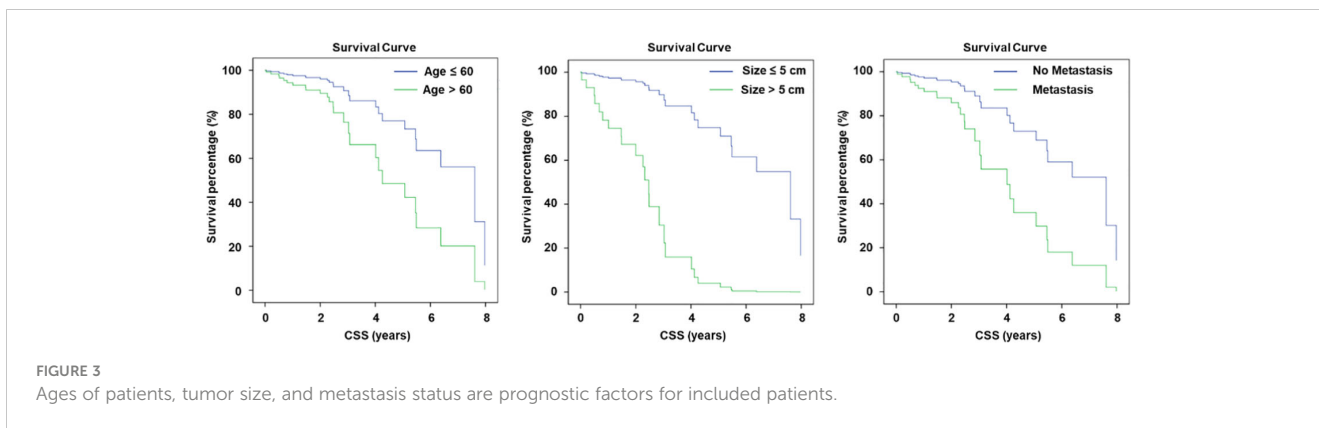 Survival Curve
Survival percentage (%)
100
80
60
40
20
0
Age ≤ 60
Age > 60
0 2 4 6 8
CSS (years)
Survival Curve
Survival percentage (%)
100
80
60
40
20
0
Size ≤ 5 cm
Size > 5 cm
0 2 4 6 8
CSS (years)
Survival Curve
Survival percentage (%)
100
80
60
40
20
0
No Metastasis
Metastasis
0 2 4 6 8
CSS (years)
FIGURE 3
Ages of patients, tumor size, and metastasis status are prognostic factors for included patients.